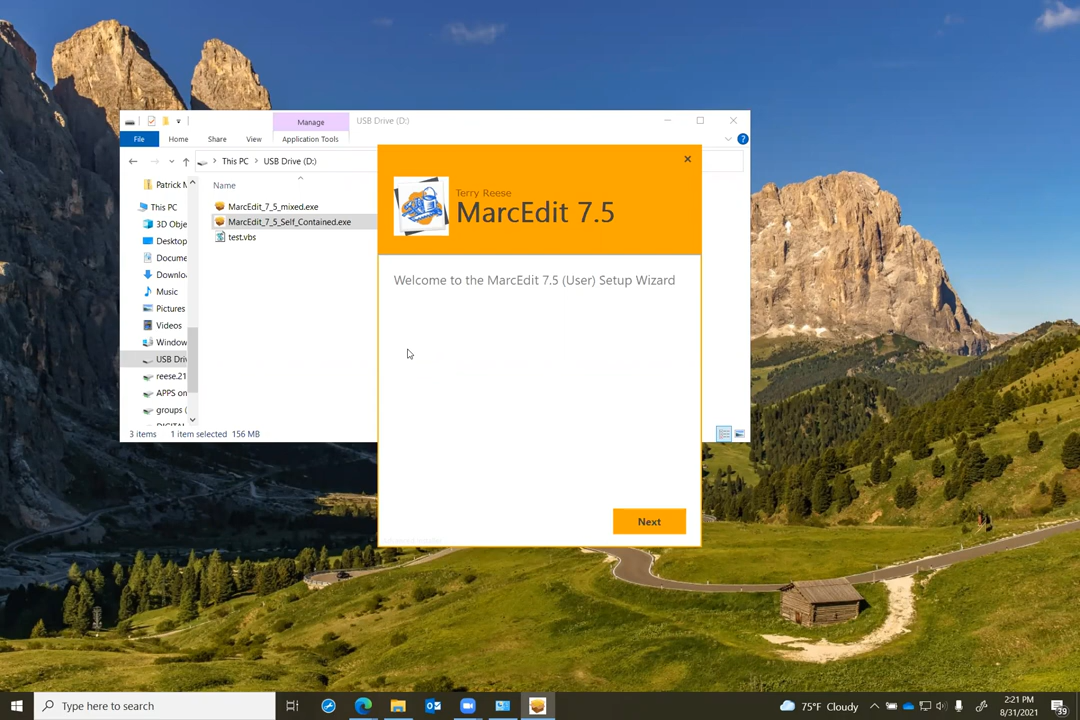 Manage
USB Drive (D:)
File
Home
Share
View
Application Tools
This PC > USB Drive (D:)
Patrick M
This PC
3D Obje
Desktop
Docume
Downlo
Music
Pictures
Videos
Window
USB Driv
reese.21
APPS on
groups (
Name
MarcEdit_7_5_mixed.exe
MarcEdit_7_5_Self_Contained.exe
test.vbs
3 items
1 item selected 156 MB
Terry Reese
MarcEdit 7.5
Welcome to the MarcEdit 7.5 (User) Setup Wizard
Next
Type here to search
75°F Cloudy
2:21 PM
8/31/2021
39